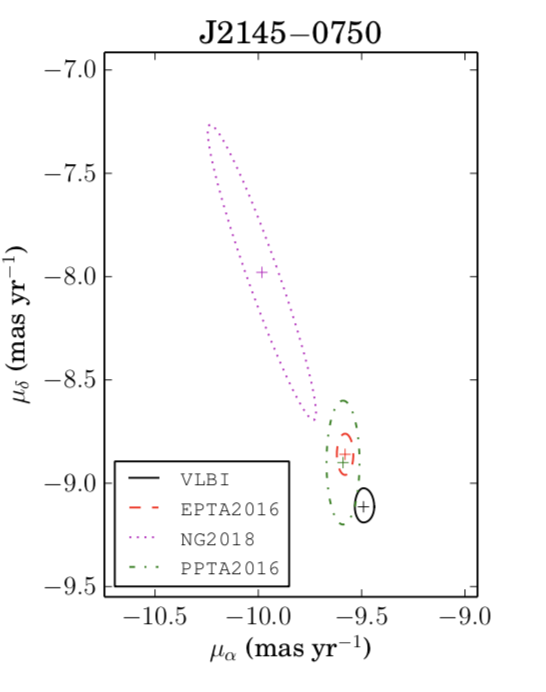 J2145−0750
−7.0
−7.5
−8.0
−8.5
−9.0
−9.5
μδ (mas yr−1)
VLBI
EPTA2016
NG2018
PPTA2016
−10.5 −10.0 −9.5 −9.0
μα (mas yr−1)